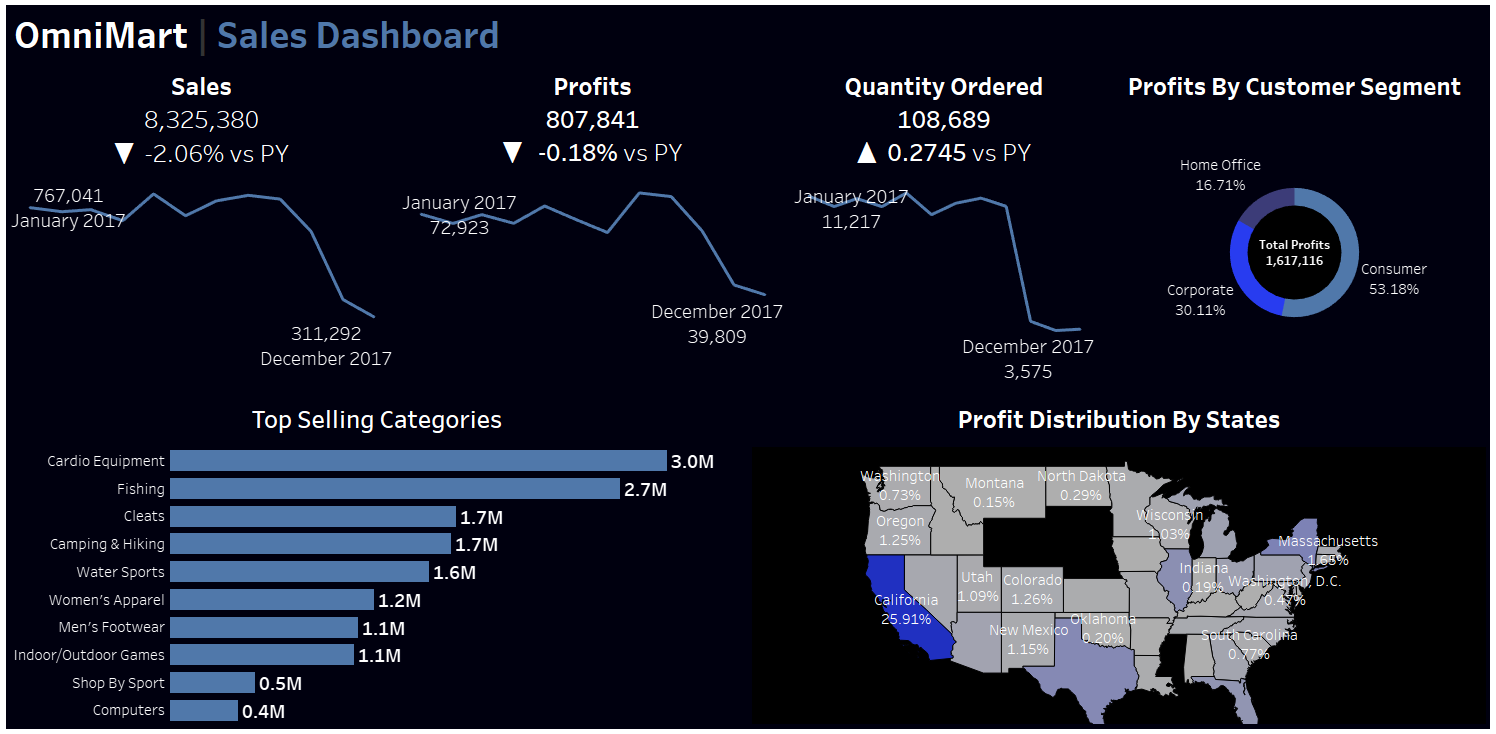 OmniMart | Sales Dashboard
Sales
8,325,380
▼ -2.06% vs PY
767,041
January 2017
311,292
December 2017
Profits
807,841
▼ -0.18% vs PY
January 2017
72,923
December 2017
39,809
Quantity Ordered
108,689
▲ 0.2745 vs PY
January 2017
11,217
December 2017
3,575
Profits By Customer Segment
Home Office
16.71%
Total Profits
1,617,116
Consumer
53.18%
Corporate
30.11%
Top Selling Categories
Cardio Equipment 3.0M
Fishing 2.7M
Cleats 1.7M
Camping & Hiking 1.7M
Water Sports 1.6M
Women's Apparel 1.2M
Men's Footwear 1.1M
Indoor/Outdoor Games 1.1M
Shop By Sport 0.5M
Computers 0.4M
Profit Distribution By States
Washington
0.73%
Montana
0.15%
North Dakota
0.29%
Oregon
1.25%
Wisconsin
1.03%
Massachusetts
1.65%
Indiana
0.19%
Washington, D.C.
0.47%
Utah
1.09%
Colorado
1.26%
California
25.91%
Oklahoma
0.20%
New Mexico
1.15%
South Carolina
0.77%